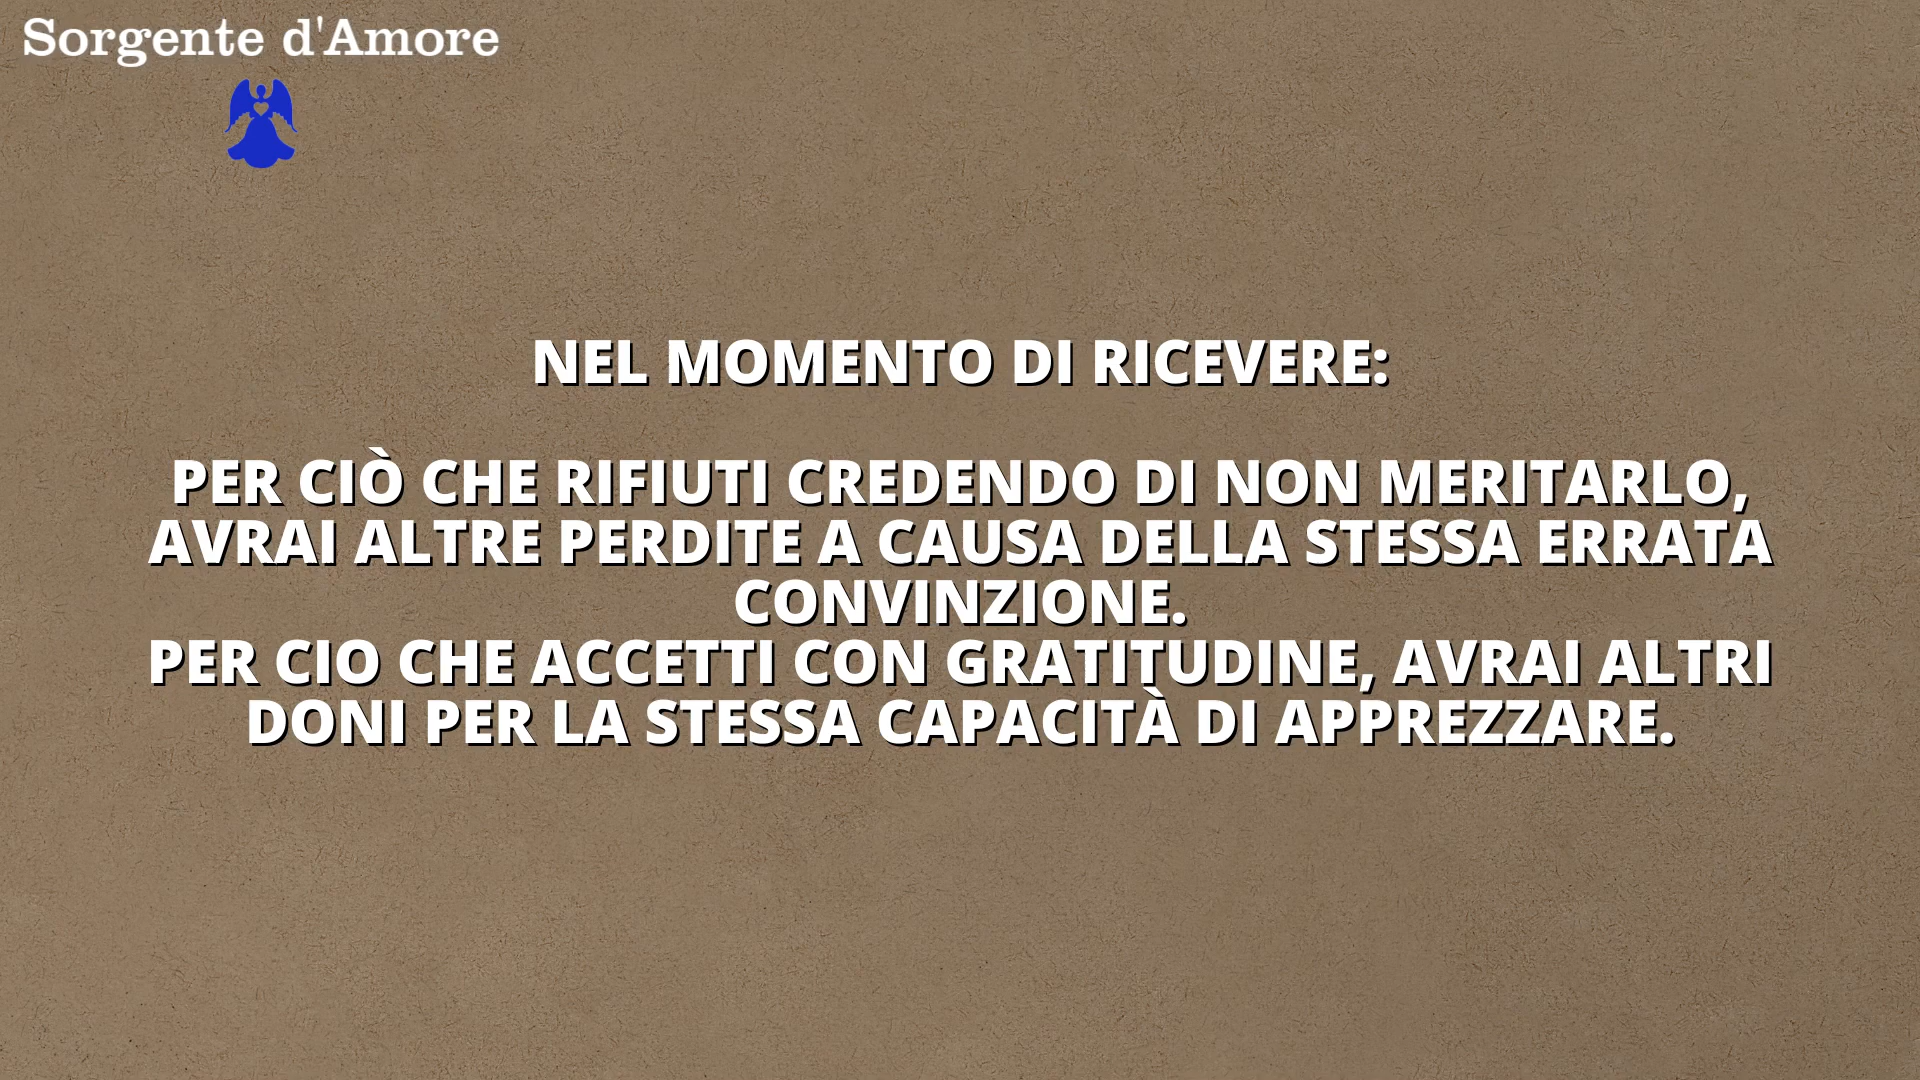 Sorgente d'Amore
NEL MOMENTO DI RICEVERE:
PER CIÒ CHE RIFIUTI CREDENDO DI NON MERITARLO,
AVRAI ALTRE PERDITE A CAUSA DELLA STESSA ERRATA
CONVINZIONE.
PER CIO CHE ACCETTI CON GRATITUDINE, AVRAI ALTRI
DONI PER LA STESSA CAPACITÀ DI APPREZZARE.